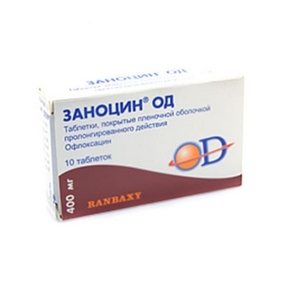 ЗАНОЦИН® ОД
Таблетки, покрытые пленочной оболочкой
пролонгированного действия
Офлоксацин
10 таблеток
400 мг
OD
RANBAXY